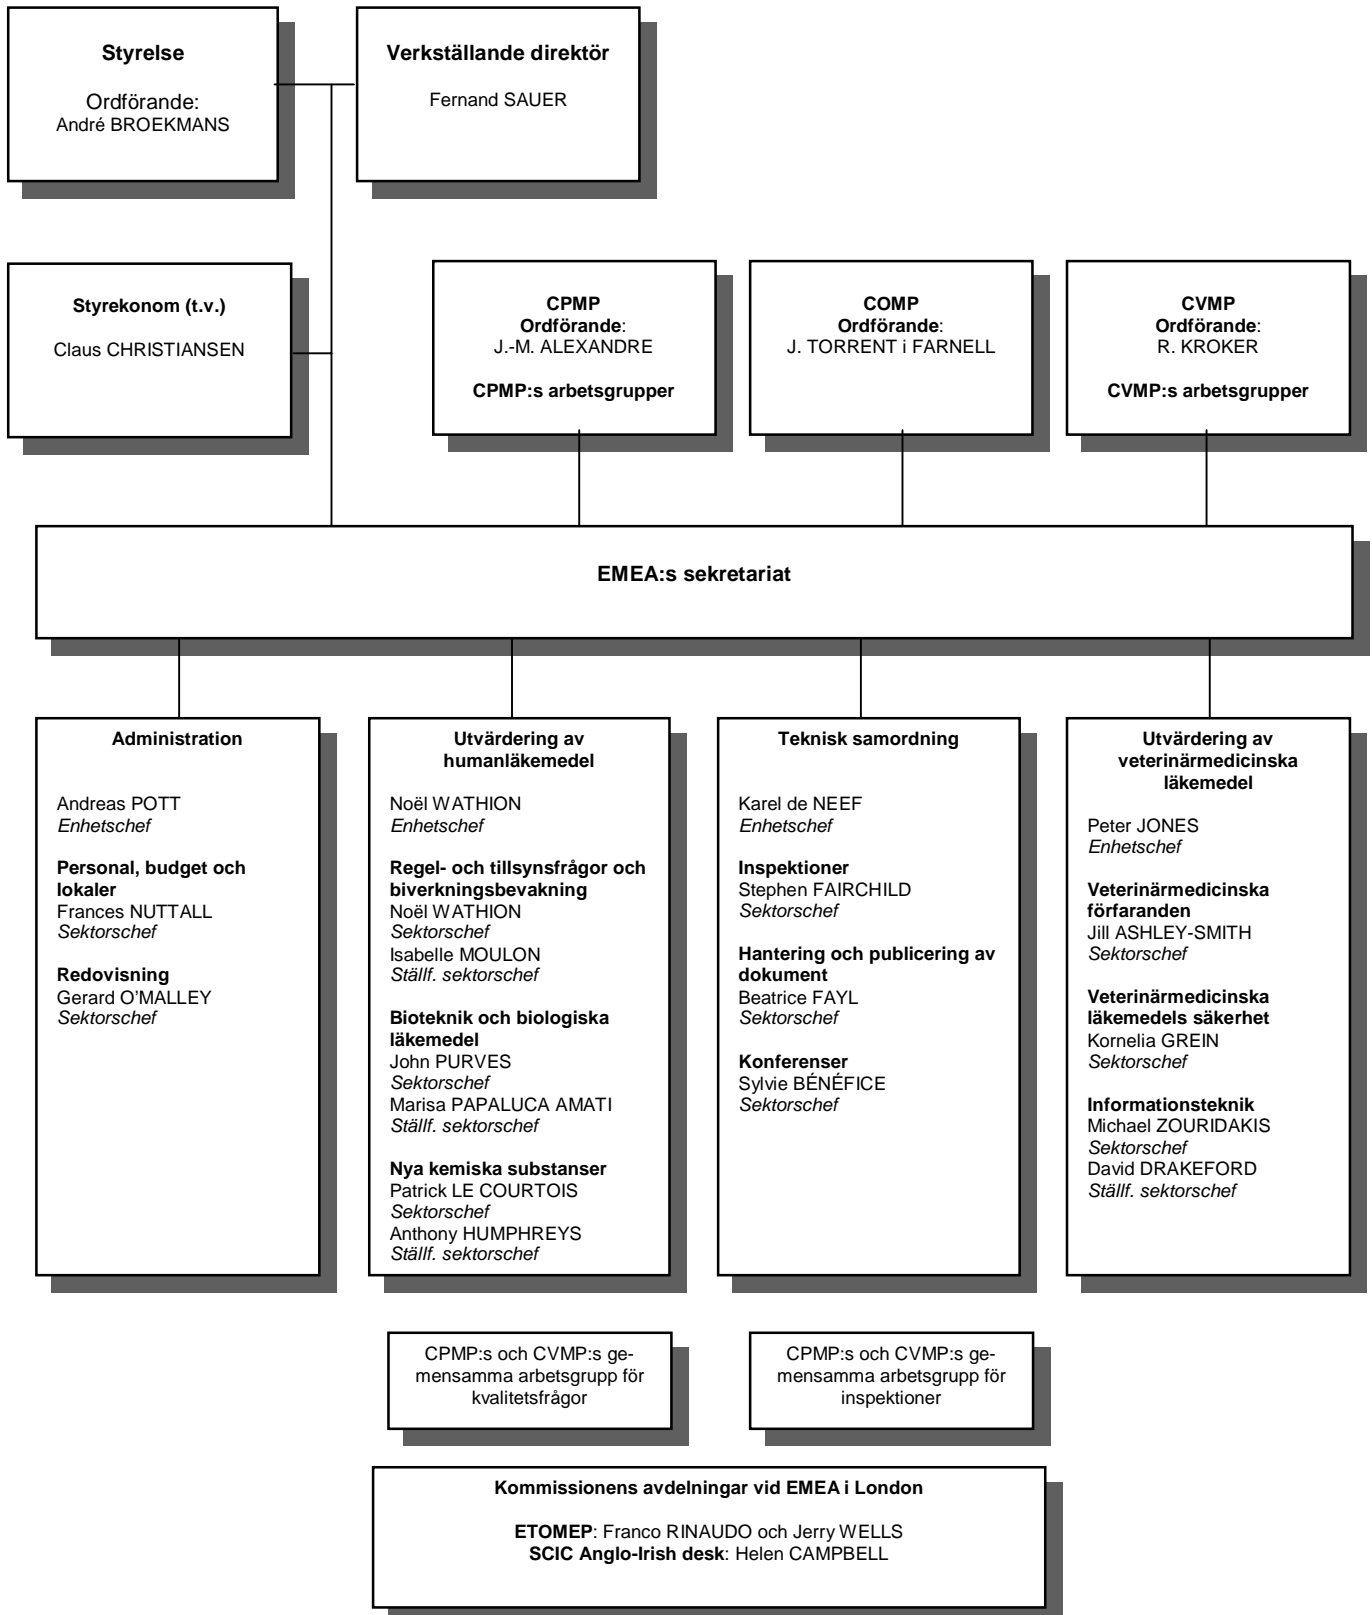 Styrelse
Ordförande:
André BROEKMANS
Verkställande direktör
Fernand SAUER
Styrekonom (t.v.)
Claus CHRISTIANSEN
CPMP
Ordförande:
J.-M. ALEXANDRE
CPMP:s arbetsgrupper
COMP
Ordförande:
J. TORRENT i FARNELL
CVMP
Ordförande:
R. KROKER
CVMP:s arbetsgrupper
EMEA:s sekretariat
Administration
Andreas POTT
Enhetschef
Personal, budget och
lokaler
Frances NUTTALL
Sektorschef
Redovisning
Gerard O’MALLEY
Sektorschef
Utvärdering av
humanläkemedel
Noël WATHION
Enhetschef
Regel- och tillsynsfrågor och
biverkningsbevakning
Noël WATHION
Sektorschef
Isabelle MOULON
Ställf. sektorschef
Bioteknik och biologiska
läkemedel
John PURVES
Sektorschef
Marisa PAPALUCA AMATI
Ställf. sektorschef
Nya kemiska substanser
Patrick LE COURTOIS
Sektorschef
Anthony HUMPHREYS
Ställf. sektorschef
Teknisk samordning
Karel de NEEF
Enhetschef
Inspektioner
Stephen FAIRCHILD
Sektorschef
Hantering och publicering av
dokument
Beatrice FAYL
Sektorschef
Konferenser
Sylvie BÉNÉFICE
Sektorschef
Utvärdering av
veterinärmedicinska
läkemedel
Peter JONES
Enhetschef
Veterinärmedicinska
förfaranden
Jill ASHLEY-SMITH
Sektorschef
Veterinärmedicinska
läkemedels säkerhet
Kornelia GREIN
Sektorschef
Informationsteknik
Michael ZOURIDAKIS
Sektorschef
David DRAKEFORD
Ställf. sektorschef
CPMP:s och CVMP:s ge-
mensamma arbetsgrupp för
kvalitetsfrågor
CPMP:s och CVMP:s ge-
mensamma arbetsgrupp för
inspektioner
Kommissionens avdelningar vid EMEA i London
ETOMEP: Franco RINAUDO och Jerry WELLS
SCIC Anglo-Irish desk: Helen CAMPBELL